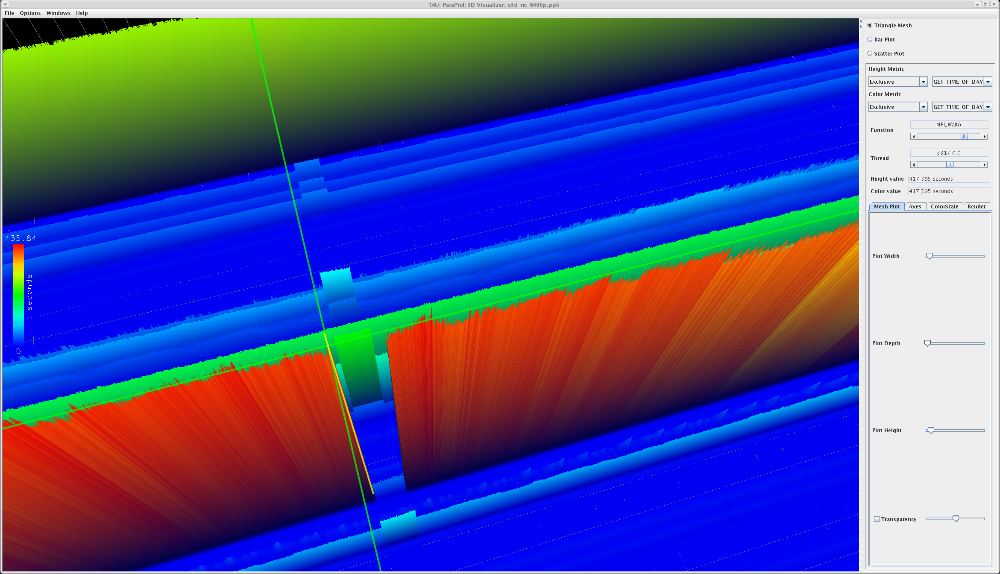 TAU: ParaProf: 3D Visualizer: s3d_nc_6400p.ppk
File Options Windows Help
Triangle Mesh
Bar Plot
Scatter Plot
Height Metric
Exclusive GET_TIME_OF_DAY
Color Metric
Exclusive GET_TIME_OF_DAY
Function MPI_Wait()
Thread 3317:0:0
Height value 417.395 seconds
Color value 417.395 seconds
Mesh Plot Axes ColorScale Render
Plot Width
Plot Depth
Plot Height
Transparency
435.84
seconds
0